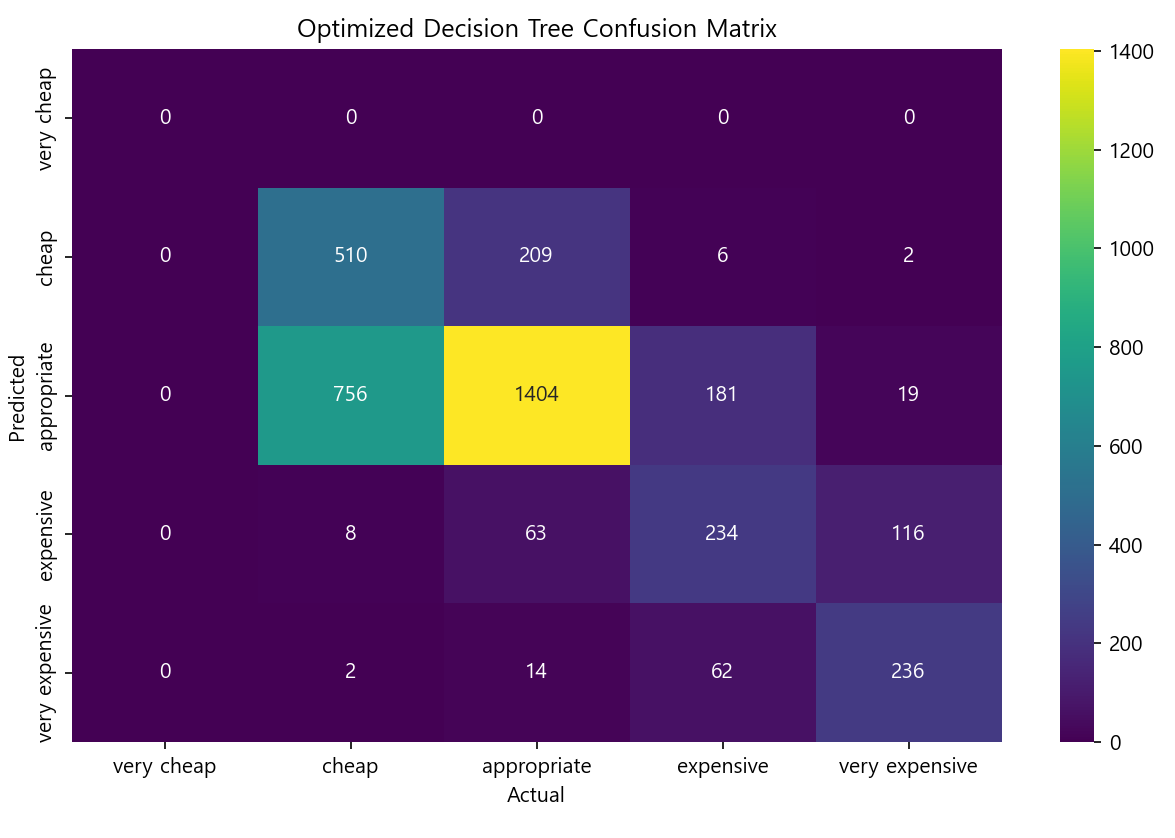 Optimized Decision Tree Confusion Matrix
Predicted
very cheap
0 0 0 0 0
cheap
0 510 209 6 2
appropriate
0 756 1404 181 19
expensive
0 8 63 234 116
very expensive
0 2 14 62 236
very cheap cheap appropriate expensive very expensive
Actual
1400
1200
1000
800
600
400
200
0